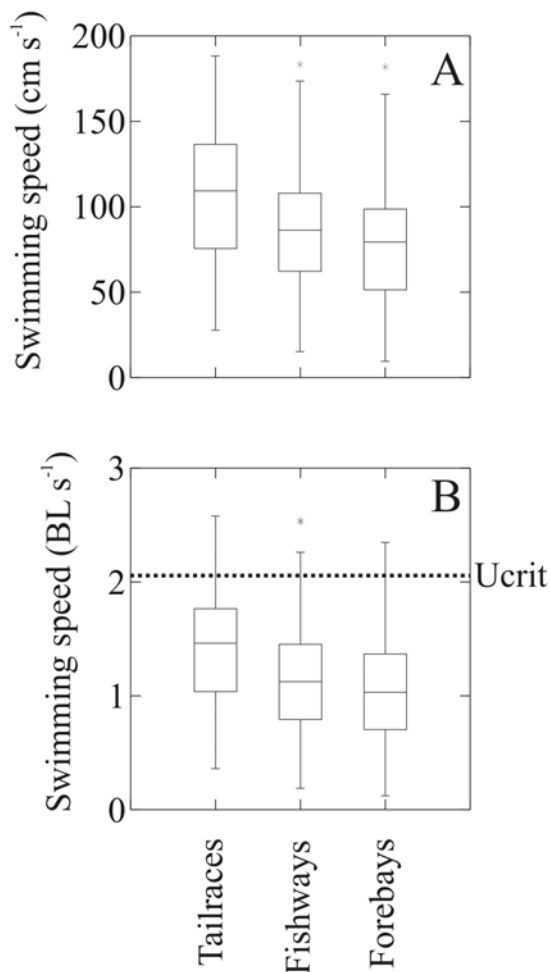 A
Swimming speed (cm s⁻¹)
200
150
100
50
0
B
Swimming speed (BL s⁻¹)
3
2
1
0
Ucrit
Tailraces
Fishways
Forebays